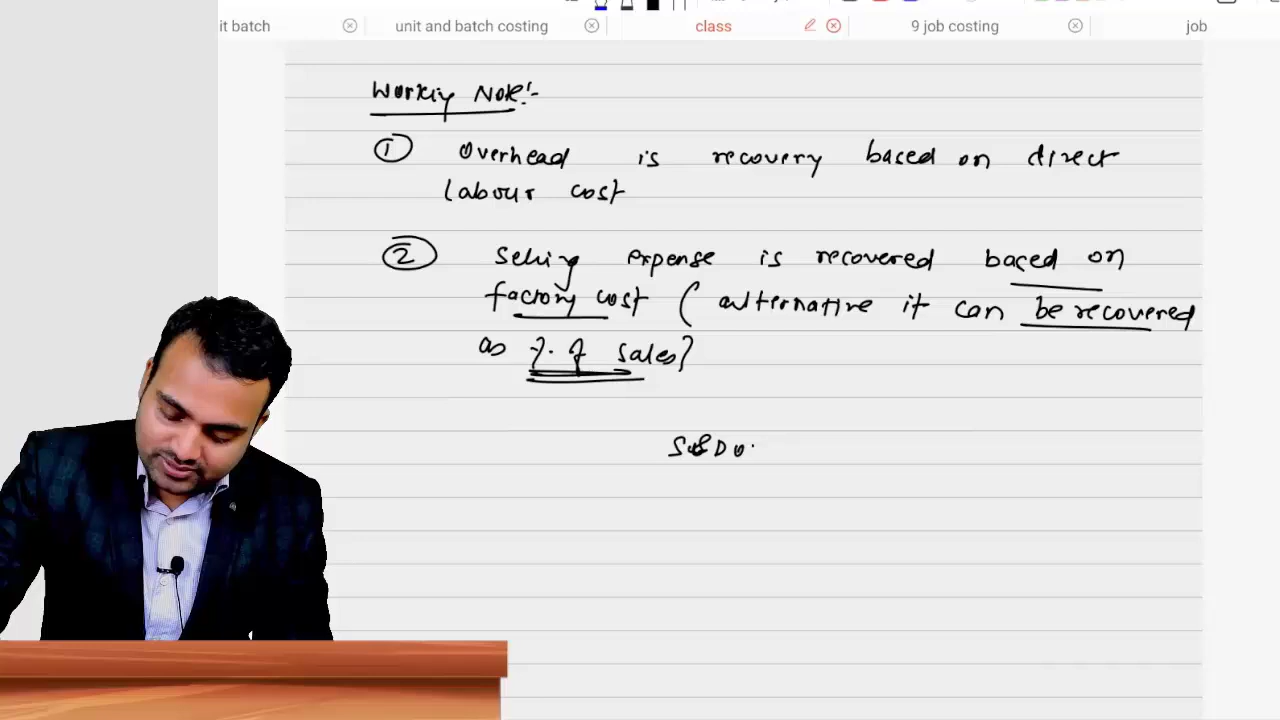 it batch
unit and batch costing
class
9 job costing
job
Working Note:-
① Overhead is recovery based on direct
labour cost
② Selling expense is recovered based on
factory cost ( alternative it can be recovered
as % of sales)